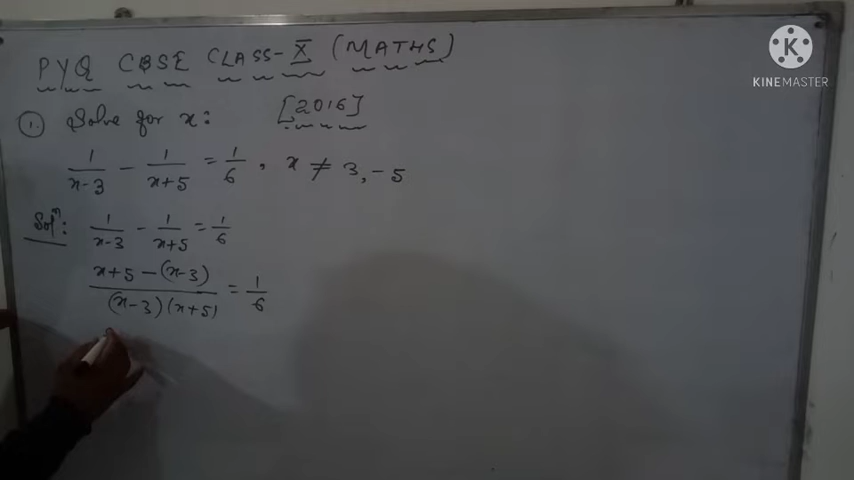 PYQ CBSE CLASS-X (MATHS)
1. Solve for x: [2016]
1/(x-3) - 1/(x+5) = 1/6, x ≠ 3, -5
Solⁿ: 1/(x-3) - 1/(x+5) = 1/6
(x+5-(x-3))/((x-3)(x+5)) = 1/6
K
KINEMASTER